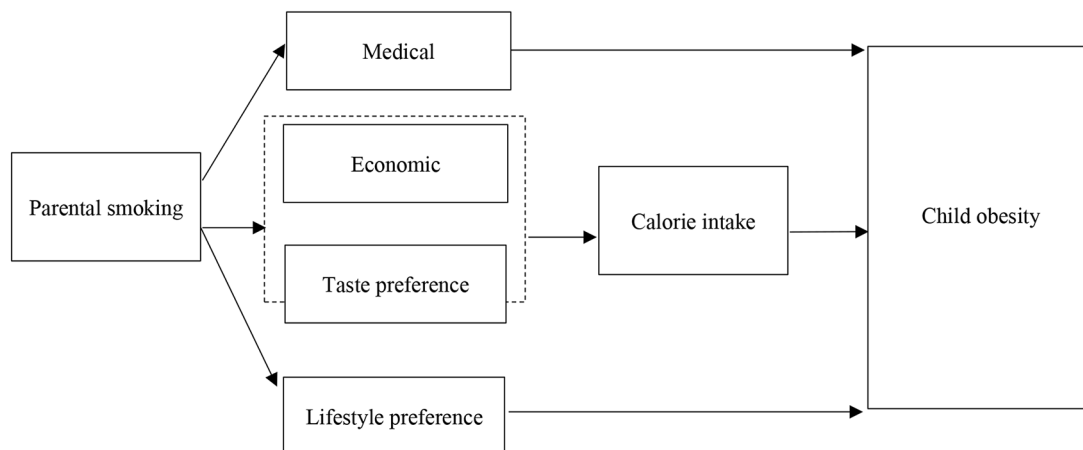 Medical
Economic
Parental smoking
Calorie intake
Child obesity
Taste preference
Lifestyle preference